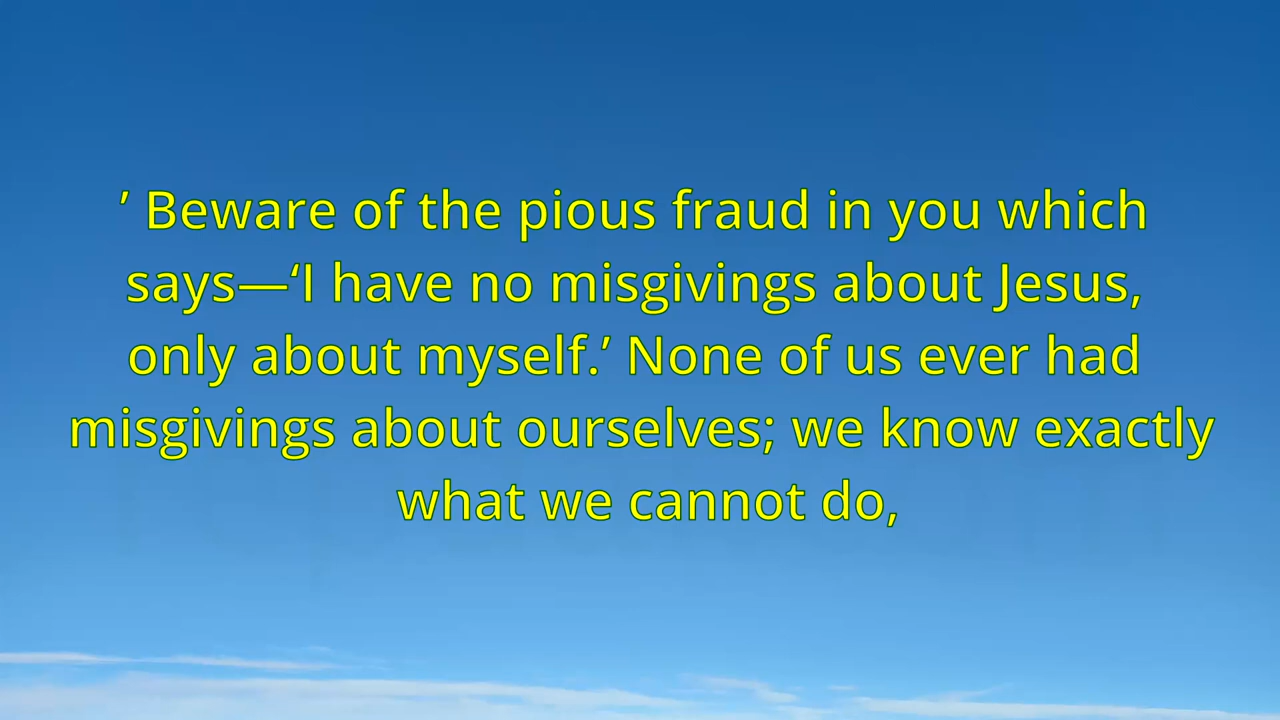 ’ Beware of the pious fraud in you which
says—‘I have no misgivings about Jesus,
only about myself.’ None of us ever had
misgivings about ourselves; we know exactly
what we cannot do,